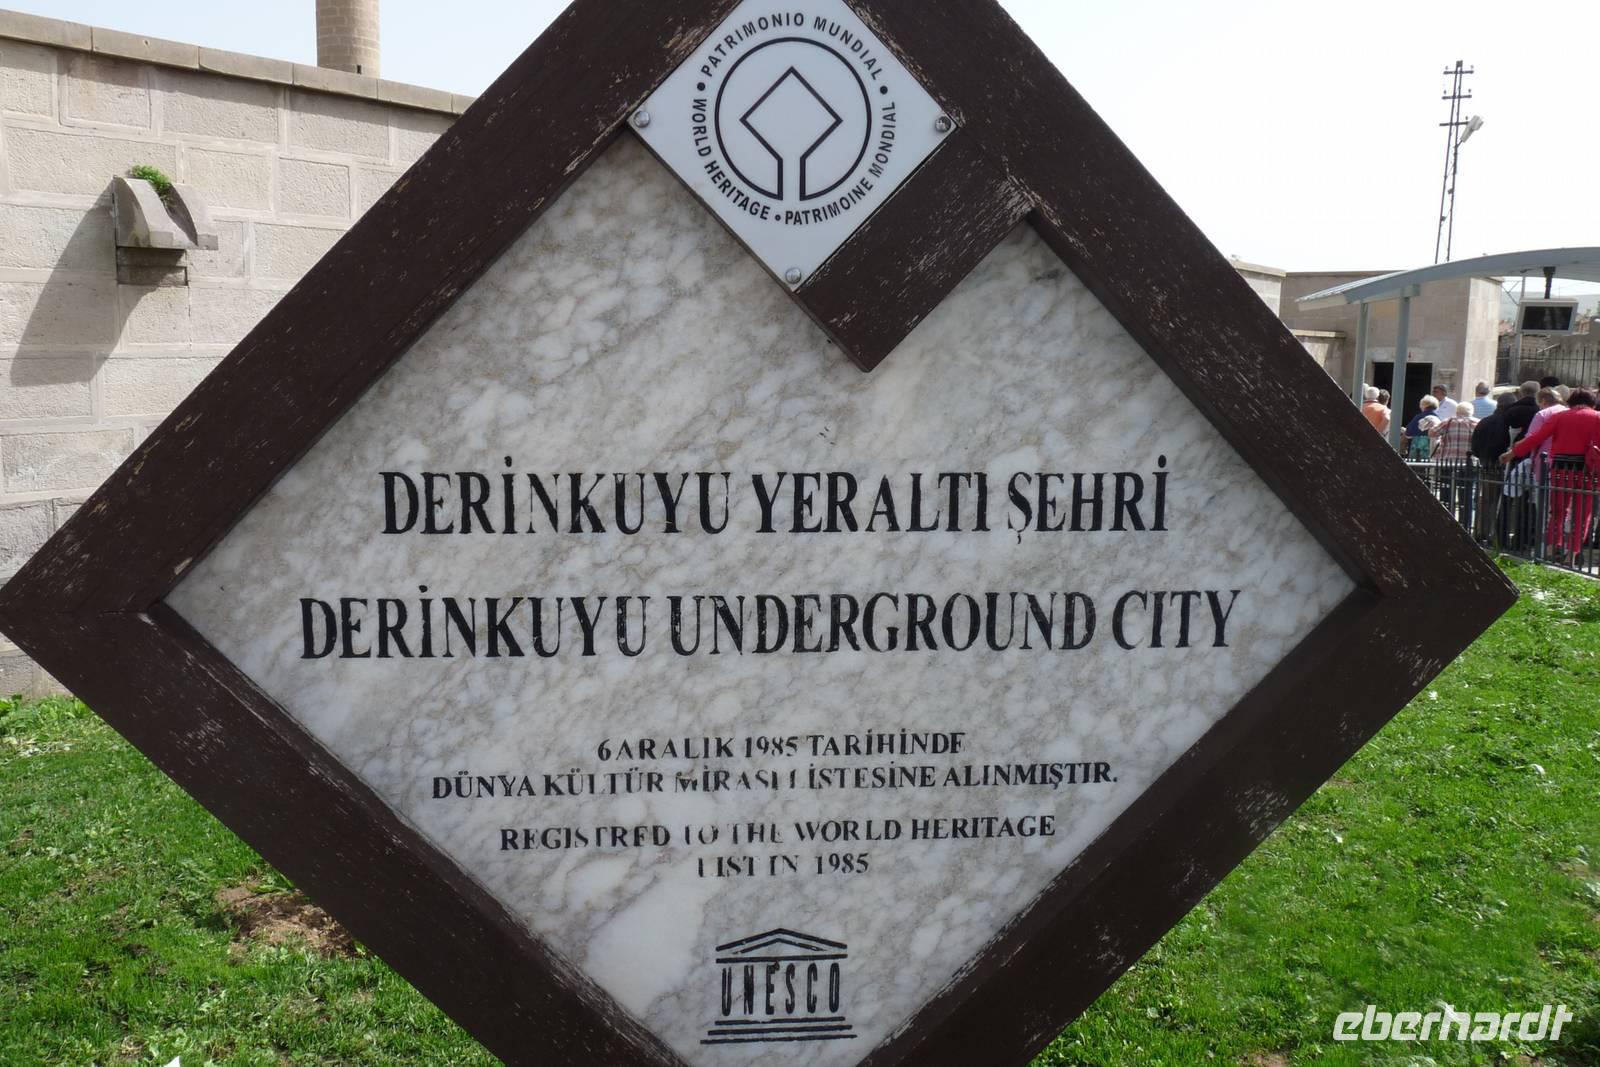 PATRIMONIO MUNDIAL • WORLD HERITAGE • PATRIMOINE MONDIAL •
DERİNKUYU YERALTI ŞEHRİ
DERİNKUYU UNDERGROUND CITY
6 ARALIK 1985 TARİHİNDE
DÜNYA KÜLTÜR MİRASI LİSTESİNE ALINMIŞTIR.
REGISTRED TO THE WORLD HERITAGE
LIST IN 1985
UNESCO
eberhardt